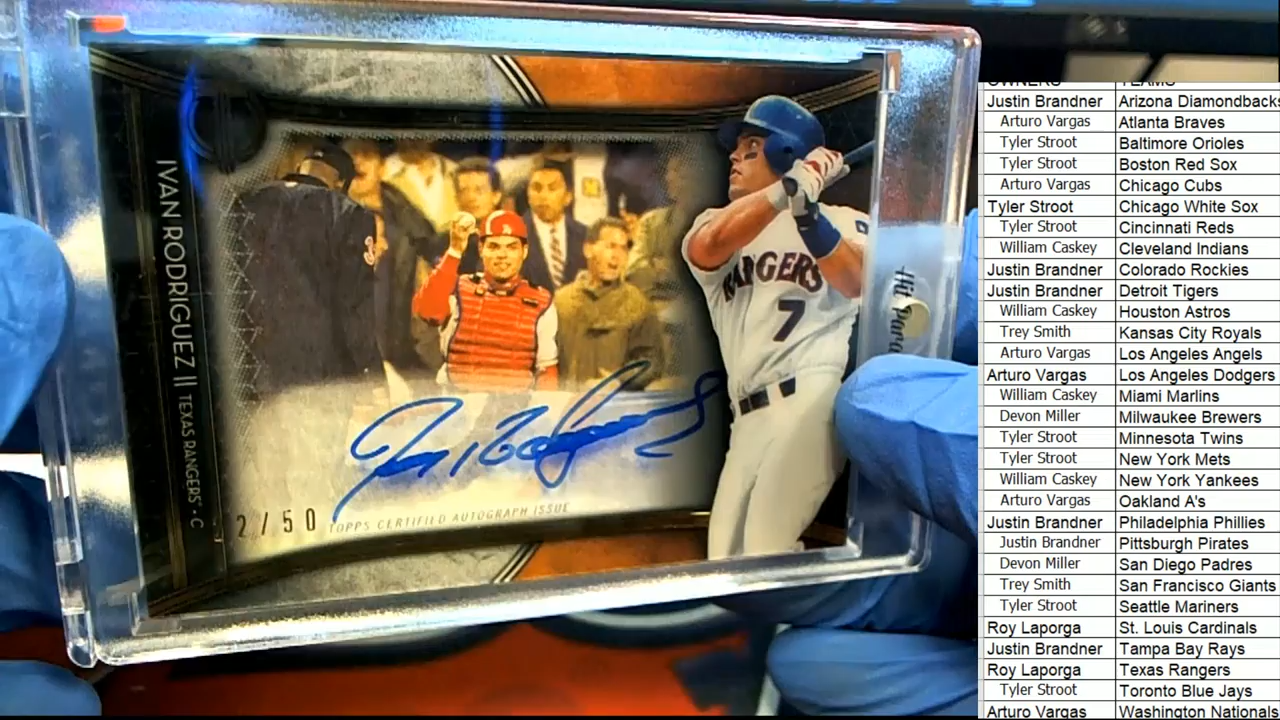 IVAN RODRIGUEZ || TEXAS RANGERS® • C
RANGERS
7
2/50
TOPPS CERTIFIED AUTOGRAPH ISSUE
Hit Para
OWNERS TEAMS
Justin Brandner Arizona Diamondbacks
Arturo Vargas Atlanta Braves
Tyler Stroot Baltimore Orioles
Tyler Stroot Boston Red Sox
Arturo Vargas Chicago Cubs
Tyler Stroot Chicago White Sox
Tyler Stroot Cincinnati Reds
William Caskey Cleveland Indians
Justin Brandner Colorado Rockies
Justin Brandner Detroit Tigers
William Caskey Houston Astros
Trey Smith Kansas City Royals
Arturo Vargas Los Angeles Angels
Arturo Vargas Los Angeles Dodgers
William Caskey Miami Marlins
Devon Miller Milwaukee Brewers
Tyler Stroot Minnesota Twins
Tyler Stroot New York Mets
William Caskey New York Yankees
Arturo Vargas Oakland A's
Justin Brandner Philadelphia Phillies
Justin Brandner Pittsburgh Pirates
Devon Miller San Diego Padres
Trey Smith San Francisco Giants
Tyler Stroot Seattle Mariners
Roy Laporga St. Louis Cardinals
Justin Brandner Tampa Bay Rays
Roy Laporga Texas Rangers
Tyler Stroot Toronto Blue Jays
Arturo Vargas Washington Nationals